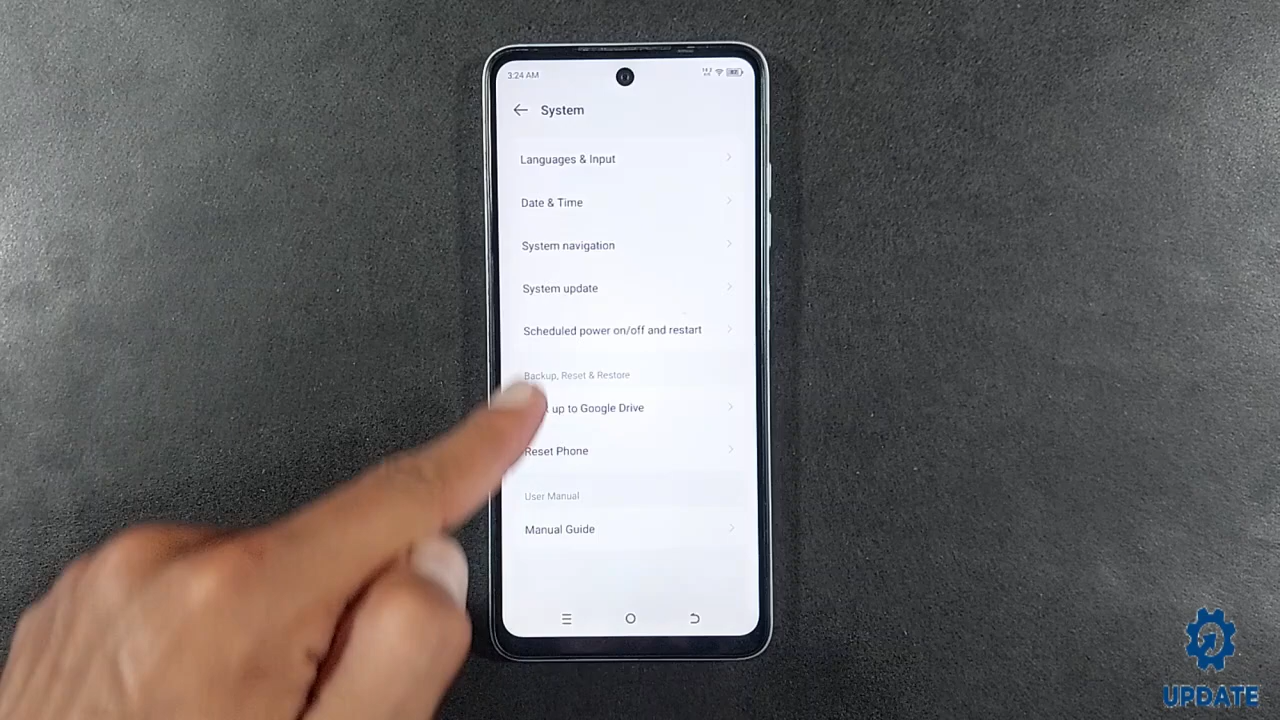 3:24 AM
System
Languages & Input
Date & Time
System navigation
System update
Scheduled power on/off and restart
Backup, Reset & Restore
up to Google Drive
Reset Phone
User Manual
Manual Guide
UPDATE